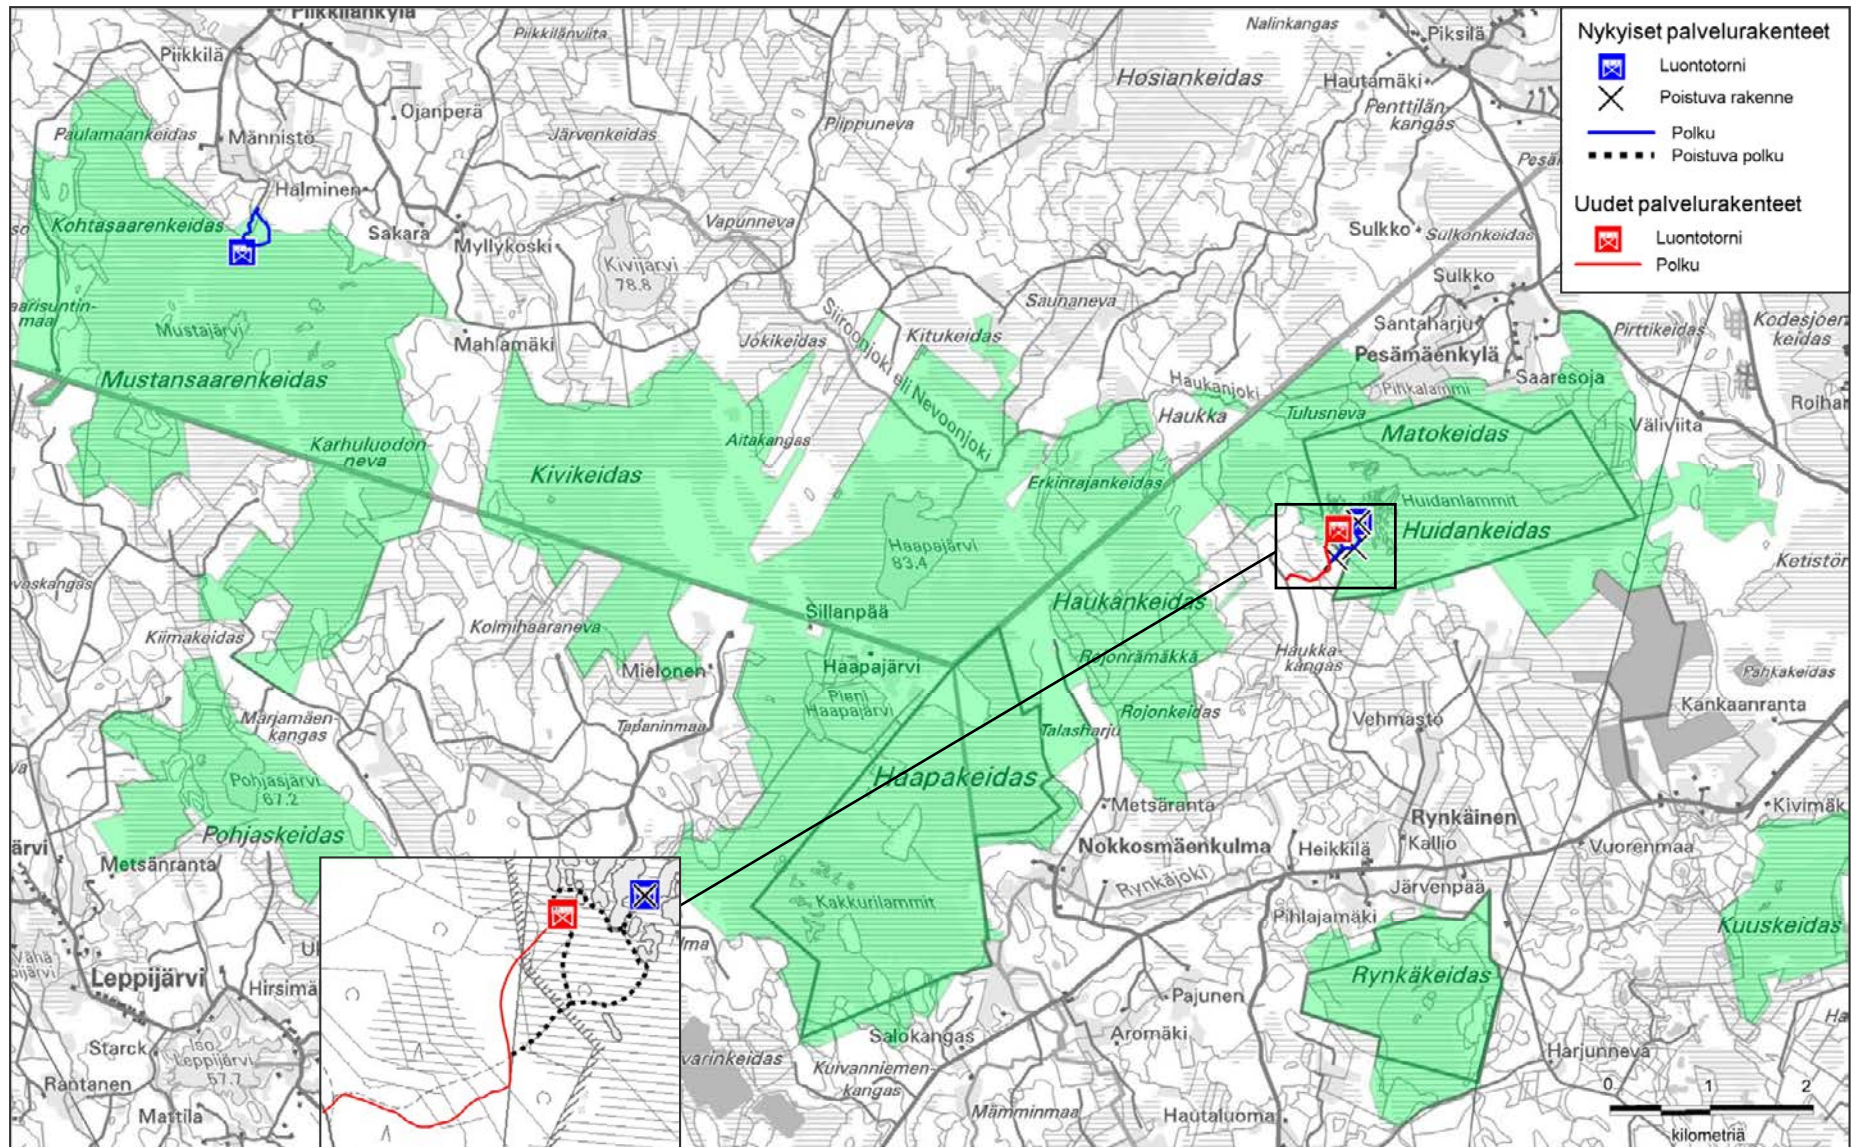 Piikkilänkylä
Piikkilänviita
Nalinkangas
Piksilä
Nykyiset palvelurakenteet
Luontotorni
Poistuva rakenne
Polku
Poistuva polku
Uudet palvelurakenteet
Luontotorni
Polku
Piikkilä
Hosiankeidas
Hautamäki
Penttilän-
kangas
Ojanperä
Piippuneva
Paulamaankeidas
Männistö
Järvenkeidas
Halminen
Kohtasaarenkeidas
Sakara
Myllykoski
Vapunneva
Sulkko
Sulkonkeidas
Kivijärvi
78.8
Sulkko
Saunaneva
Mustajärvi
Mahlamäki
Jokikeidas
Siiroonjoki eli Nevoonjoki
Kitukeidas
Santaharju
Pirttikeidas
Kodesjoen
keidas
Pesämäenkylä
Mustansaarenkeidas
Haukanjoki
Pitkälammi
Saaresoja
Haukka
Tulusneva
Väliviita
Karhuluodon-
neva
Aitakangas
Matokeidas
Kivikeidas
Erkinrajankeidas
Huidanlammit
Huidankeidas
Haapajärvi
83.4
Haukankeidas
Sillanpää
Kiimakeidas
Kolmihaaraneva
Mielonen
Haapajärvi
Rojonrämäkkä
Haukka-
kangas
Pahkakeidas
Pieni
Haapajärvi
Marjamäen-
kangas
Tapaninmaa
Talasharju
Rojonkeidas
Vehmasto
Kankaanranta
Pohjasjärvi
67.2
Haapakeidas
Metsäranta
Kivimäk
Pohjaskeidas
Rynkäinen
Metsänranta
Nokkosmäenkulma
Heikkilä
Kallio
Vuorenmaa
Rynkäjoki
Järvenpää
Kakkurilammit
Pihlajamäki
Kuuskeidas
Leppijärvi
Hirsimä
Rynkäkeidas
Pajunen
Starck
Iso
Leppijärvi
57.7
Salokangas
Aromäki
Harjunneva
varinkeidas
Kuivanniemen-
kangas
Rantanen
Mattila
Mämminmaa
Hautaluoma
0 1 2
kilometriä